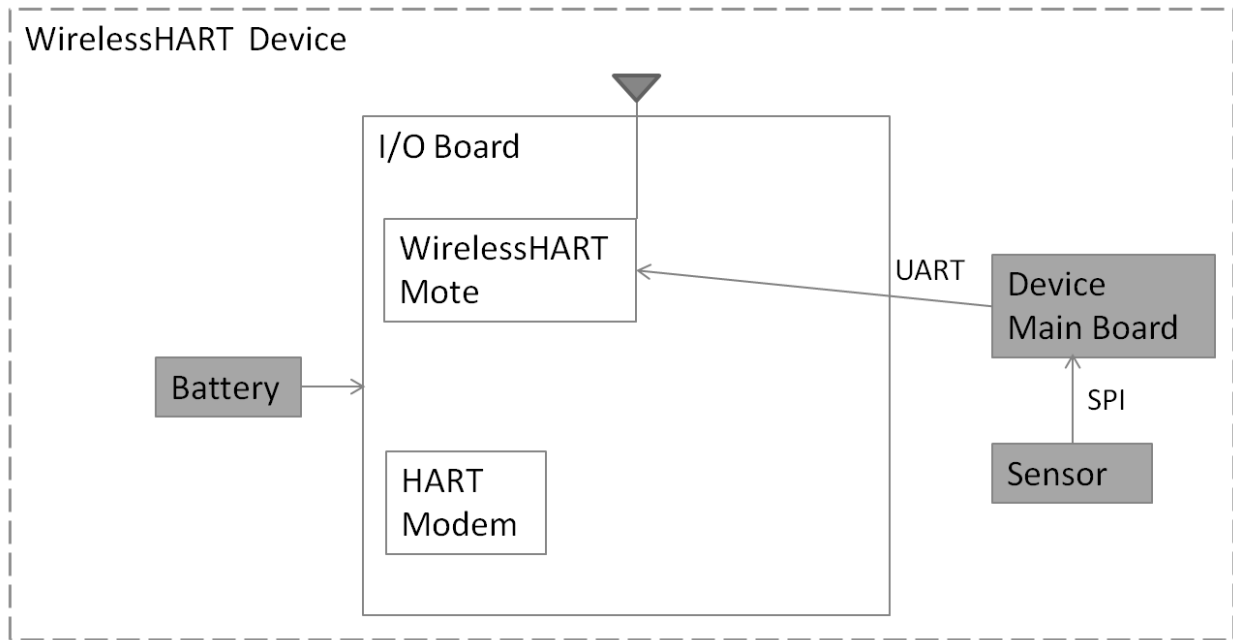 WirelessHART Device
I/O Board
WirelessHART
Mote
UART
Device
Main Board
Battery
SPI
HART
Modem
Sensor